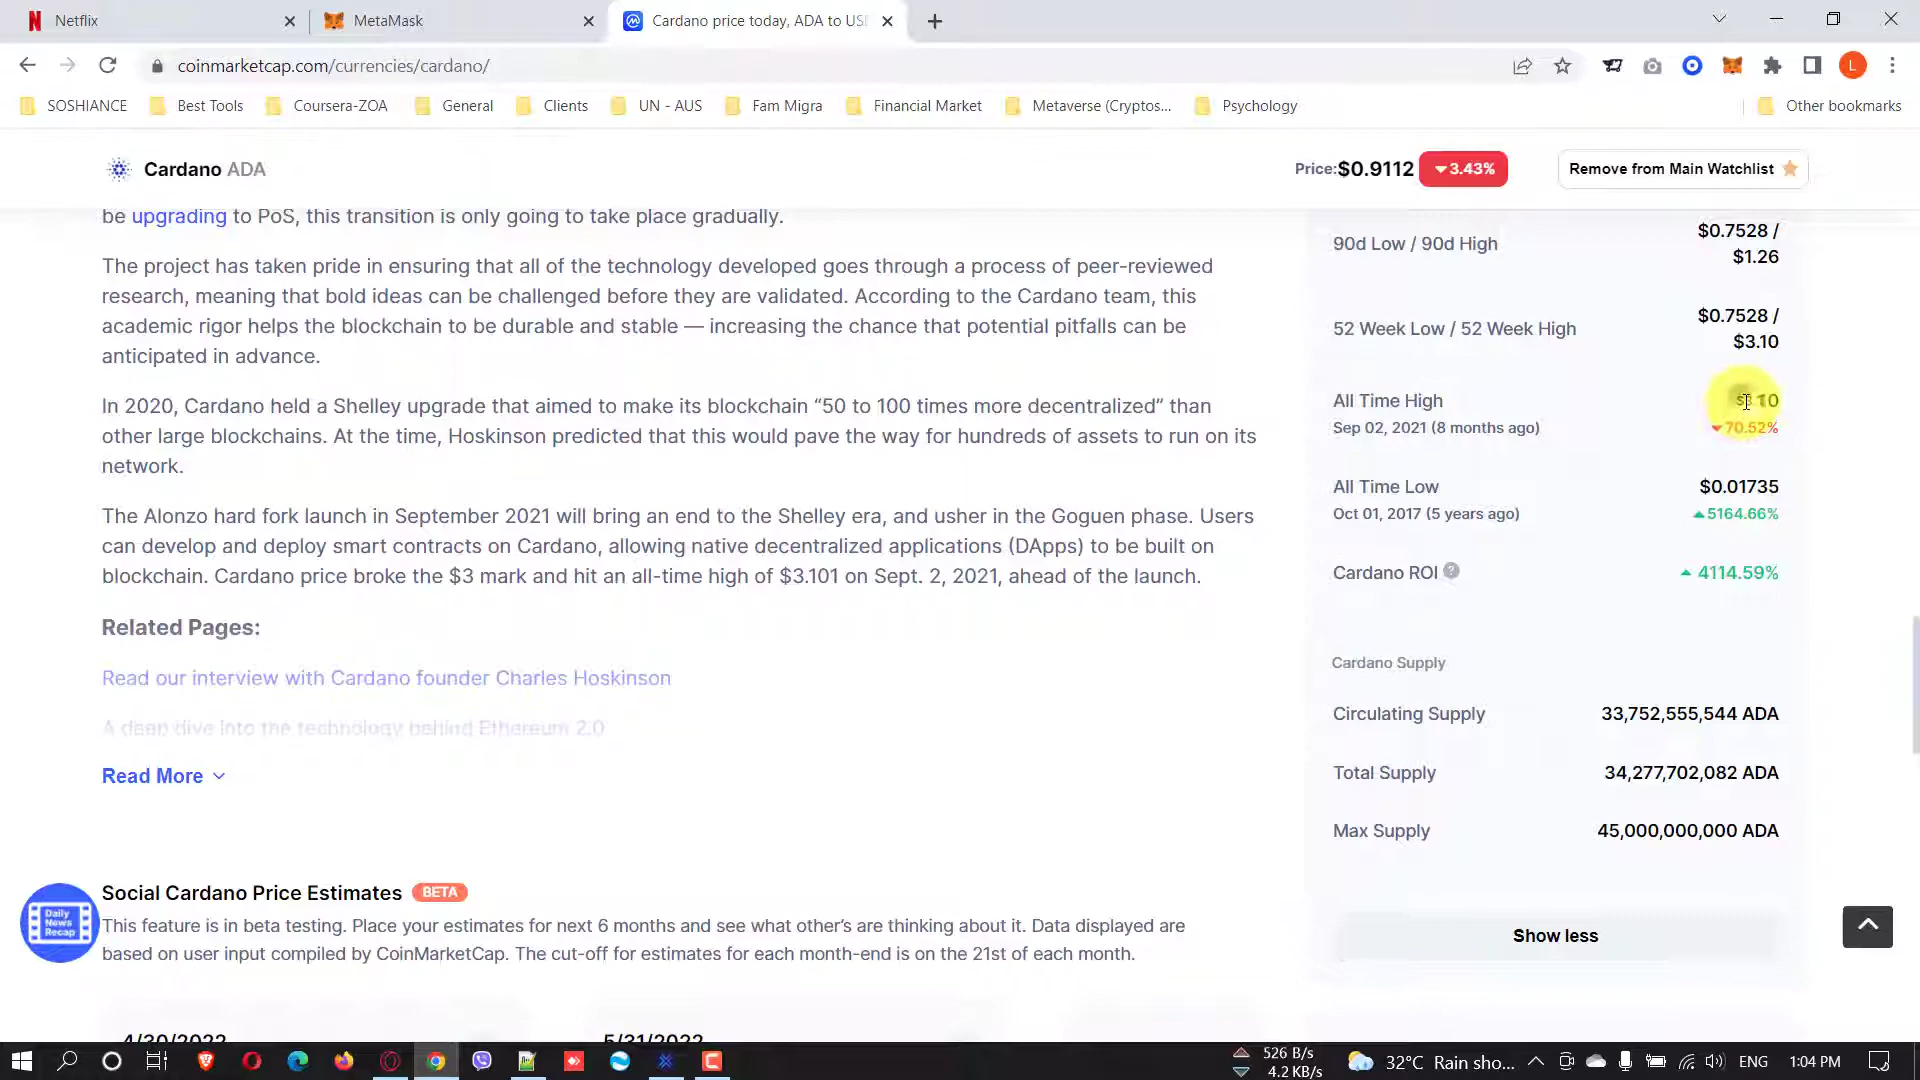 Netflix
MetaMask
Cardano price today, ADA to US
coinmarketcap.com/currencies/cardano/
L
SOSHIANCE
Best Tools
Coursera-ZOA
General
Clients
UN - AUS
Fam Migra
Financial Market
Metaverse (Cryptos...
Psychology
Other bookmarks
Cardano ADA
Price:$0.9112
3.43%
Remove from Main Watchlist
be upgrading to PoS, this transition is only going to take place gradually.
The project has taken pride in ensuring that all of the technology developed goes through a process of peer-reviewed
research, meaning that bold ideas can be challenged before they are validated. According to the Cardano team, this
academic rigor helps the blockchain to be durable and stable — increasing the chance that potential pitfalls can be
anticipated in advance.
In 2020, Cardano held a Shelley upgrade that aimed to make its blockchain “50 to 100 times more decentralized” than
other large blockchains. At the time, Hoskinson predicted that this would pave the way for hundreds of assets to run on its
network.
The Alonzo hard fork launch in September 2021 will bring an end to the Shelley era, and usher in the Goguen phase. Users
can develop and deploy smart contracts on Cardano, allowing native decentralized applications (DApps) to be built on
blockchain. Cardano price broke the $3 mark and hit an all-time high of $3.101 on Sept. 2, 2021, ahead of the launch.
Related Pages:
Read our interview with Cardano founder Charles Hoskinson
A deep dive into the technology behind Ethereum 2.0
Read More
90d Low / 90d High
$0.7528 /
$1.26
52 Week Low / 52 Week High
$0.7528 /
$3.10
All Time High
Sep 02, 2021 (8 months ago)
70.52%
All Time Low
$0.01735
Oct 01, 2017 (5 years ago)
5164.66%
Cardano ROI
4114.59%
Cardano Supply
Circulating Supply
33,752,555,544 ADA
Total Supply
34,277,702,082 ADA
Max Supply
45,000,000,000 ADA
Show less
Daily
News
Recap
Social Cardano Price Estimates
BETA
This feature is in beta testing. Place your estimates for next 6 months and see what other’s are thinking about it. Data displayed are
based on user input compiled by CoinMarketCap. The cut-off for estimates for each month-end is on the 21st of each month.
4/30/2022
5/31/2022
526 B/s
4.2 KB/s
32°C Rain sho...
ENG
1:04 PM